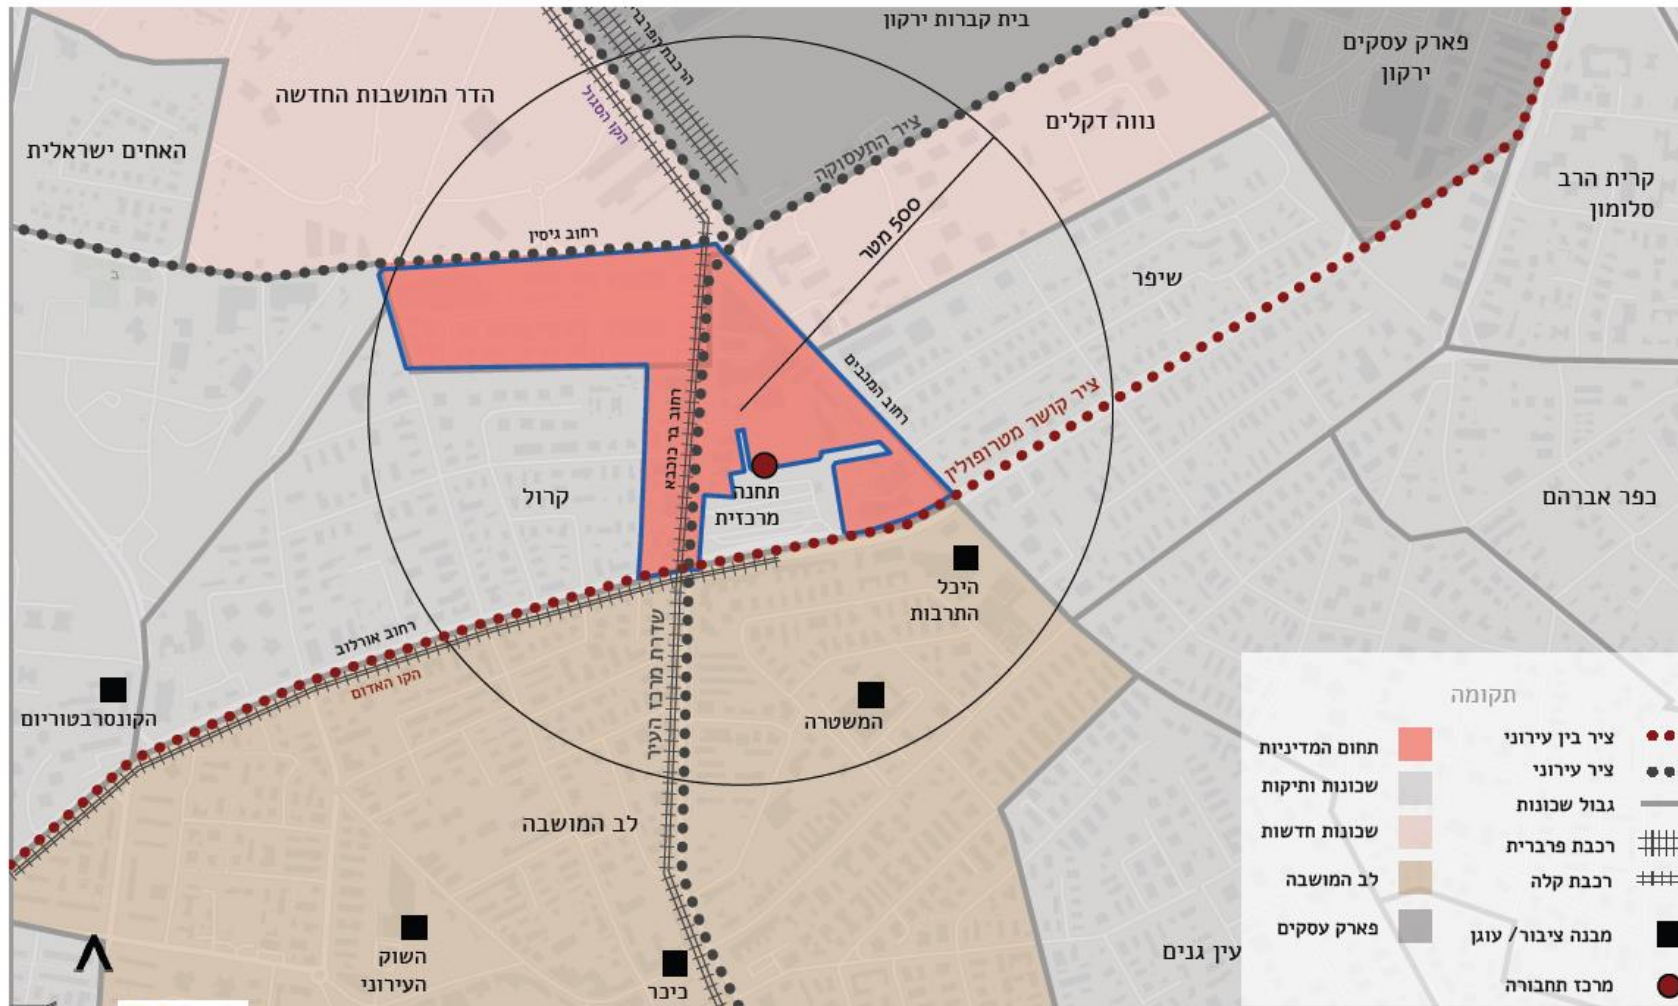 בית קברות ירקון
פארק עסקים
ירקון
הדר המושבות החדשה
הקו הסגול
ציר התעסוקה
נווה דקלים
האחים ישראלית
קרית הרב
סלומון
500 מטר
רחוב גיסין
שיפר
רחוב המכבים
ציר קושר מטרופולין
רחוב בר כוכבא
קרול
תחנה
מרכזית
כפר אברהם
היכל
התרבות
רחוב אורלוב
הקו האדום
שדרת מרכז העיר
המשטרה
הקונסרבטוריום
לב המושבה
השוק
העירוני
כיכר
עין גנים
תקומה
ציר בין עירוני
ציר עירוני
גבול שכונות
רכבת פרברית
רכבת קלה
מבנה ציבור/ עוגן
מרכז תחבורה
תחום המדיניות
שכונות ותיקות
שכונות חדשות
לב המושבה
פארק עסקים